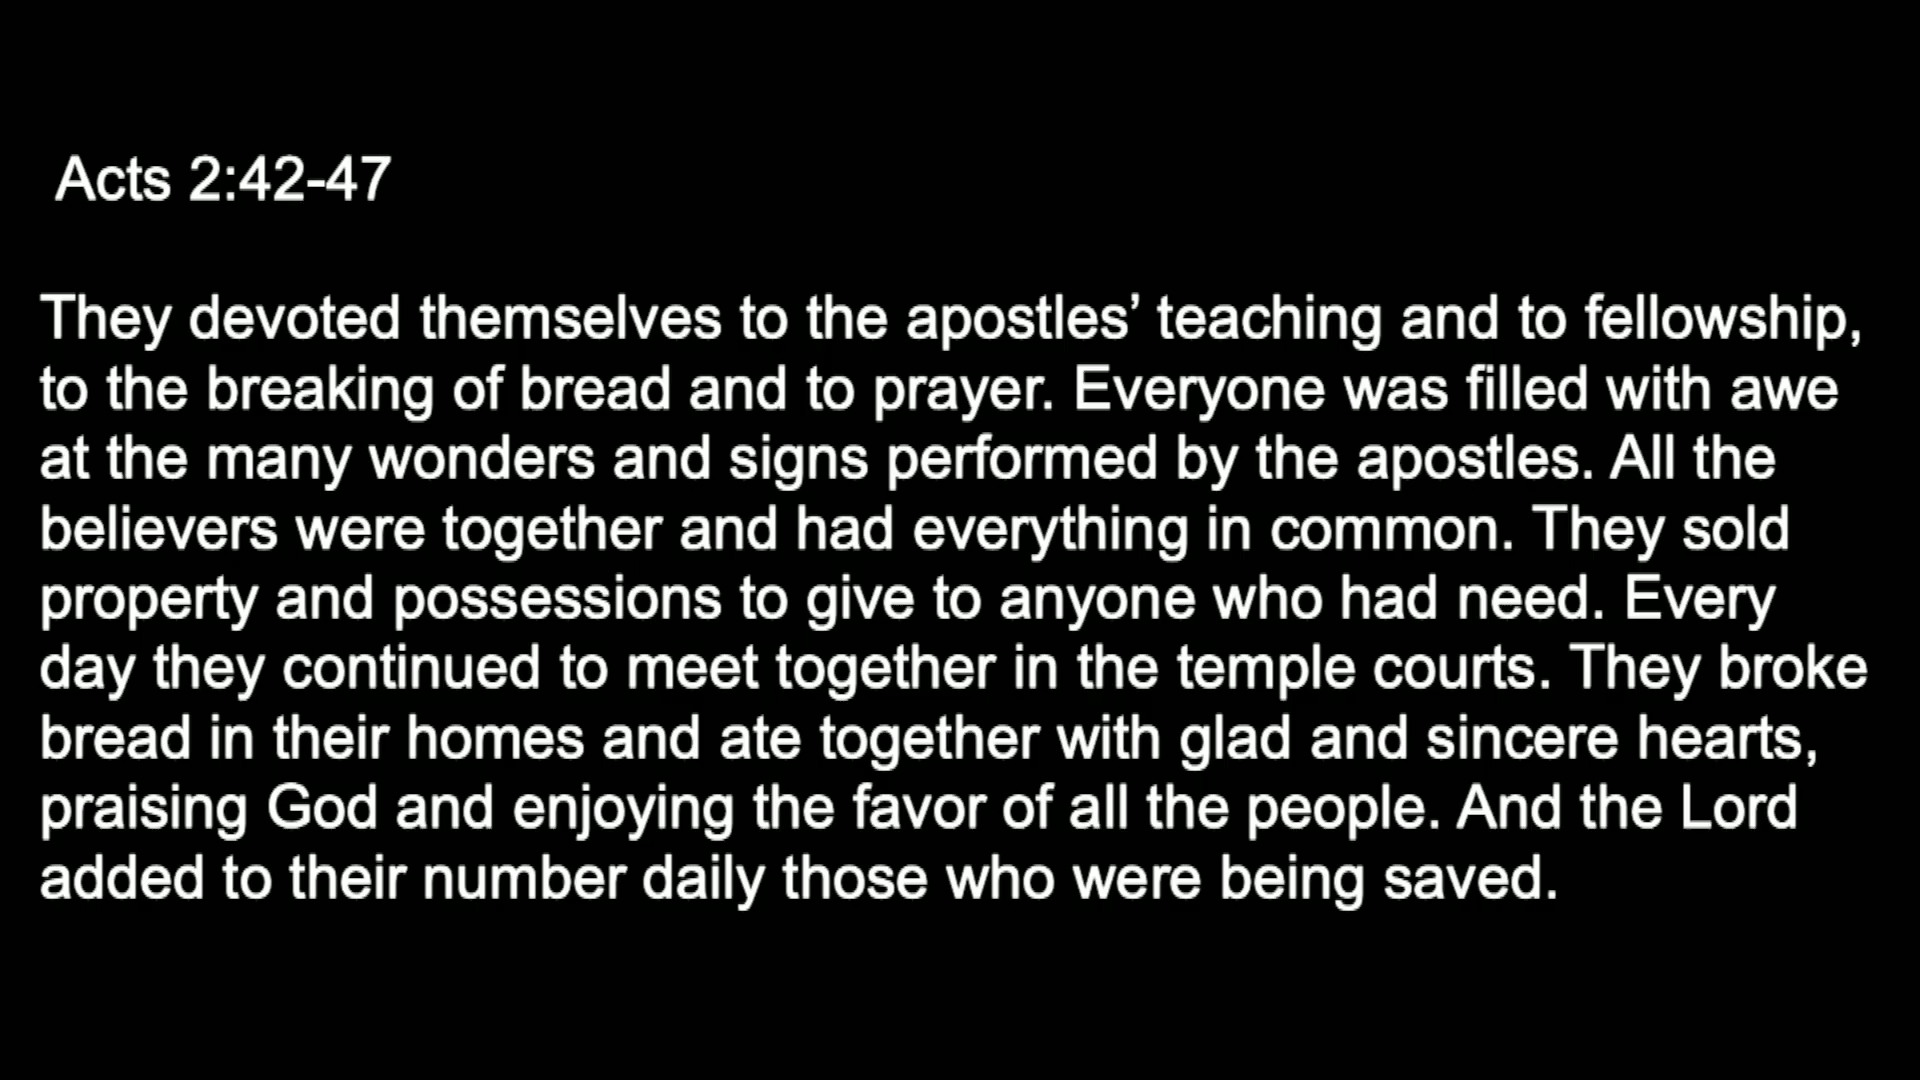 Acts 2:42-47
They devoted themselves to the apostles’ teaching and to fellowship,
to the breaking of bread and to prayer. Everyone was filled with awe
at the many wonders and signs performed by the apostles. All the
believers were together and had everything in common. They sold
property and possessions to give to anyone who had need. Every
day they continued to meet together in the temple courts. They broke
bread in their homes and ate together with glad and sincere hearts,
praising God and enjoying the favor of all the people. And the Lord
added to their number daily those who were being saved.